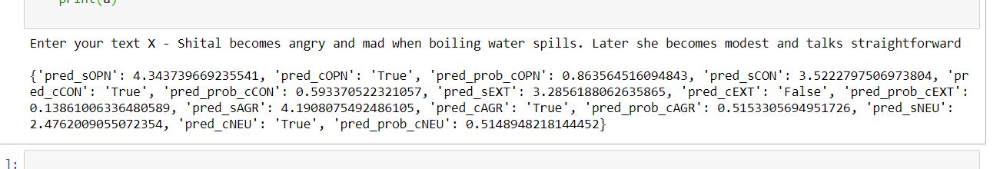 print(a)
Enter your text X - Shital becomes angry and mad when boiling water spills. Later she becomes modest and talks straightforward
{'pred_sOPN': 4.343739669235541, 'pred_cOPN': 'True', 'pred_prob_cOPN': 0.863564516094843, 'pred_sCON': 3.5222797506973804, 'pr
ed_cCON': 'True', 'pred_prob_cCON': 0.593370522321057, 'pred_sEXT': 3.2856188062635865, 'pred_cEXT': 'False', 'pred_prob_cEXT':
0.13861006336480589, 'pred_sAGR': 4.1908075492486105, 'pred_cAGR': 'True', 'pred_prob_cAGR': 0.5153305694951726, 'pred_sNEU':
2.4762009055072354, 'pred_cNEU': 'True', 'pred_prob_cNEU': 0.5148948218144452}
]: